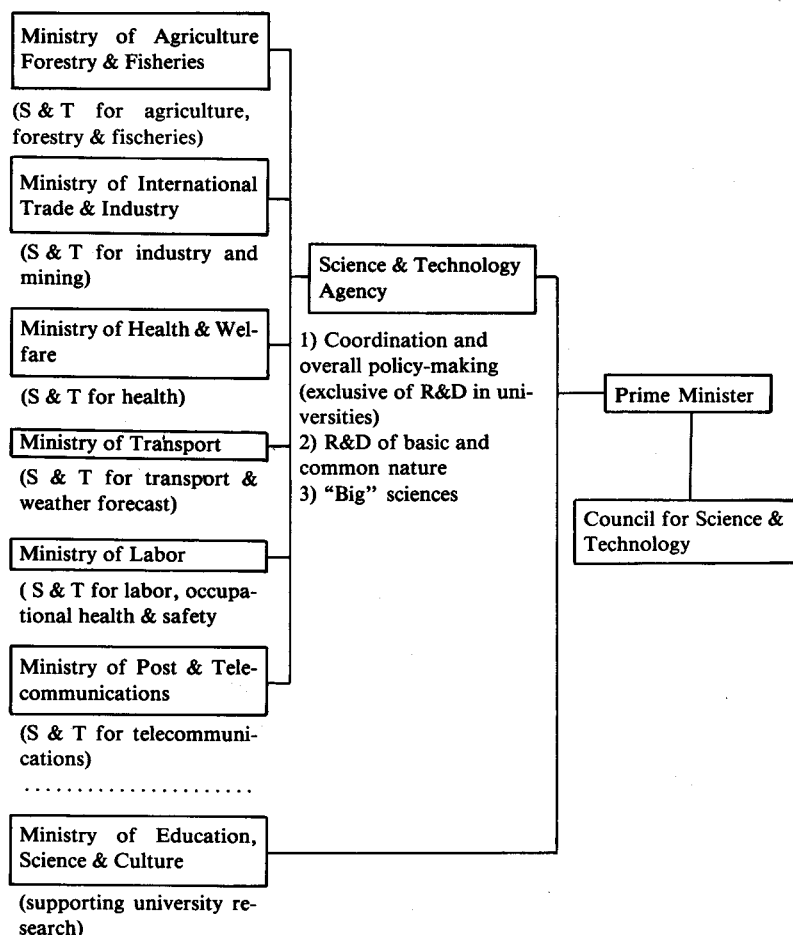 Ministry of Agriculture
Forestry & Fisheries
(S & T for agriculture,
forestry & fischeries)
Ministry of International
Trade & Industry
(S & T for industry and
mining)
Ministry of Health & Wel-
fare
(S & T for health)
Ministry of Transport
(S & T for transport &
weather forecast)
Ministry of Labor
( S & T for labor, occupa-
tional health & safety
Ministry of Post & Tele-
communications
(S & T for telecommuni-
cations)
......................
Ministry of Education,
Science & Culture
(supporting university re-
search)
Science & Technology
Agency
1) Coordination and
overall policy-making
(exclusive of R&D in uni-
versities)
2) R&D of basic and
common nature
3) “Big” sciences
Prime Minister
Council for Science &
Technology